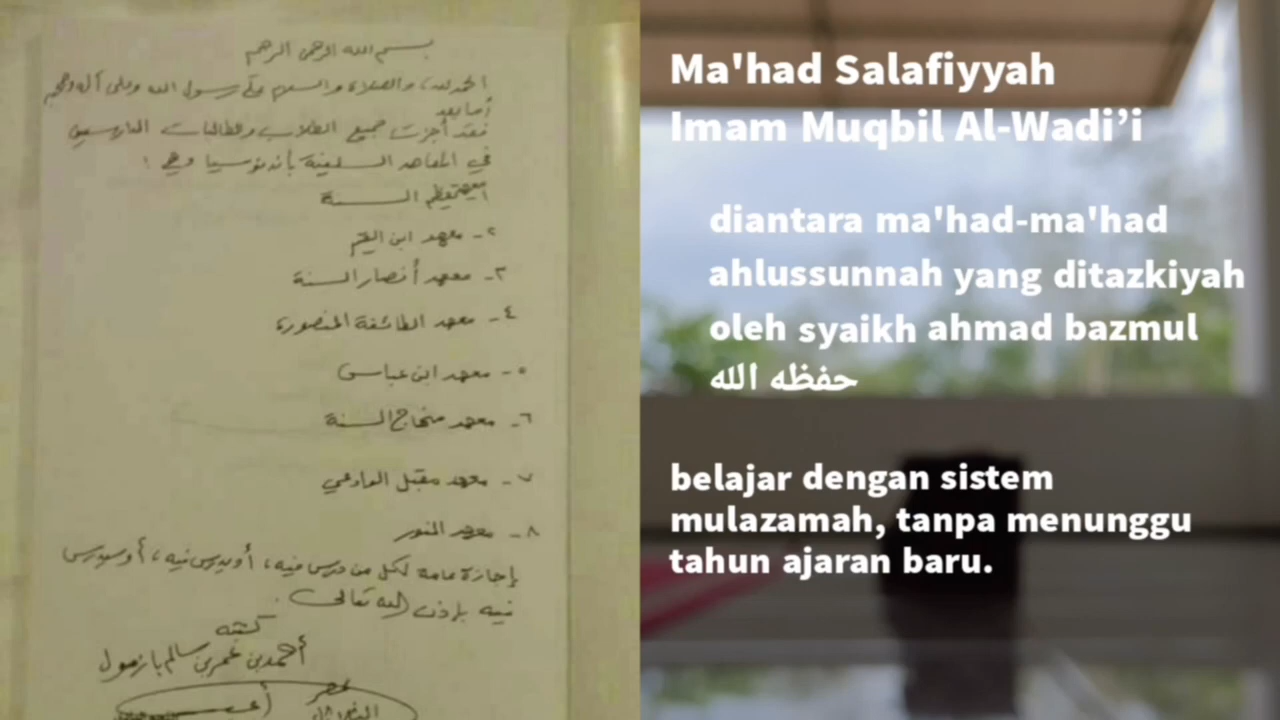 بسم الله الرحمن الرحيم
الحمد لله، والصلاة والسلام على رسول الله وعلى آله وصحبه
أما بعد
فقد أجزت جميع الطلاب والطالبات الدارسين
في المعاهد السلفية بأندونوسيا وهي :
السنة
٢- معهد ابن القيم
٣- معهد أنصار السنة
٤- معهد الطائفة المنصورة
٥- معهد ابن عباس
٦- معهد منهاج السنة
٧- معهد مقبل الوادعي
٨- معهد المنور
إجازة عامة لكل من درس فيه، أو يدرس فيه، أو سيدرس
فيه بإذن الله تعالى.
كتبه
أحمد بن عمر بن سالم بازمول
Ma'had Salafiyyah
Imam Muqbil Al-Wadi’i
diantara ma'had-ma'had
ahlussunnah yang ditazkiyah
oleh syaikh ahmad bazmul
حفظه الله
belajar dengan sistem
mulazamah, tanpa menunggu
tahun ajaran baru.